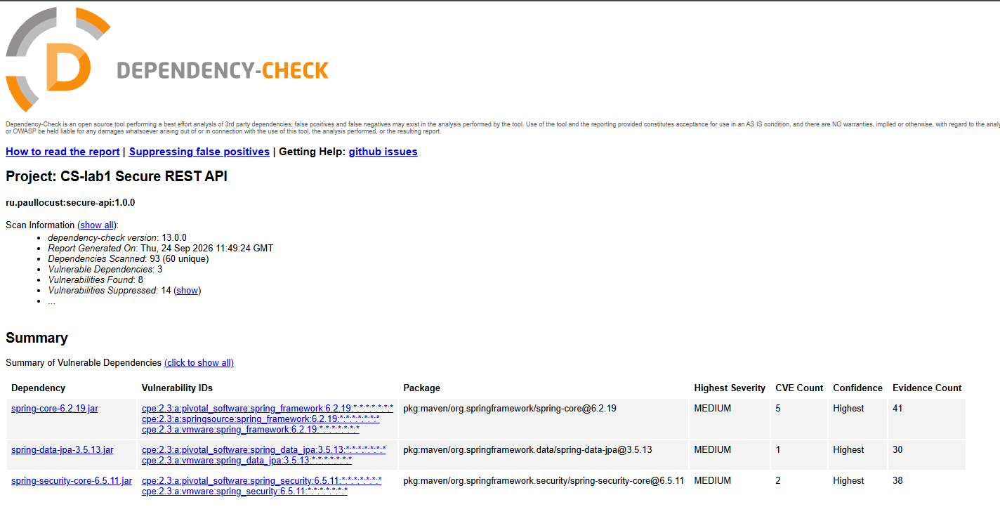 DEPENDENCY-CHECK
Dependency-Check is an open source tool performing a best effort analysis of 3rd party dependencies; false positives and false negatives may exist in the analysis performed by the tool. Use of the tool and the reporting provided constitutes acceptance for use in an AS IS condition, and there are NO warranties, implied or otherwise, with regard to the
or OWASP be held liable for any damages whatsoever arising out of or in connection with the use of this tool, the analysis performed, or the resulting report.
How to read the report | Suppressing false positives | Getting Help: github issues
Project: CS-lab1 Secure REST API
ru.paullocust:secure-api:1.0.0
Scan Information (show all):
• dependency-check version: 13.0.0
• Report Generated On: Thu, 24 Sep 2026 11:49:24 GMT
• Dependencies Scanned: 93 (60 unique)
• Vulnerable Dependencies: 3
• Vulnerabilities Found: 8
• Vulnerabilities Suppressed: 14 (show)
• ...
Summary
Summary of Vulnerable Dependencies (click to show all)
Dependency Vulnerability IDs Package Highest Severity CVE Count Confidence Evidence Count
spring-core-6.2.19.jar cpe:2.3:a:pivotal_software:spring_framework:6.2.19:*:*:*:*:*:*:* pkg:maven/org.springframework/spring-core@6.2.19 MEDIUM 5 Highest 41
cpe:2.3:a:springsource:spring_framework:6.2.19:*:*:*:*:*:*:*
cpe:2.3:a:vmware:spring_framework:6.2.19:*:*:*:*:*:*:*
spring-data-jpa-3.5.13.jar cpe:2.3:a:pivotal_software:spring_data_jpa:3.5.13:*:*:*:*:*:*:* pkg:maven/org.springframework.data/spring-data-jpa@3.5.13 MEDIUM 1 Highest 30
cpe:2.3:a:vmware:spring_data_jpa:3.5.13:*:*:*:*:*:*:*
spring-security-core-6.5.11.jar cpe:2.3:a:pivotal_software:spring_security:6.5.11:*:*:*:*:*:*:* pkg:maven/org.springframework.security/spring-security-core@6.5.11 MEDIUM 2 Highest 38
cpe:2.3:a:vmware:spring_security:6.5.11:*:*:*:*:*:*:*